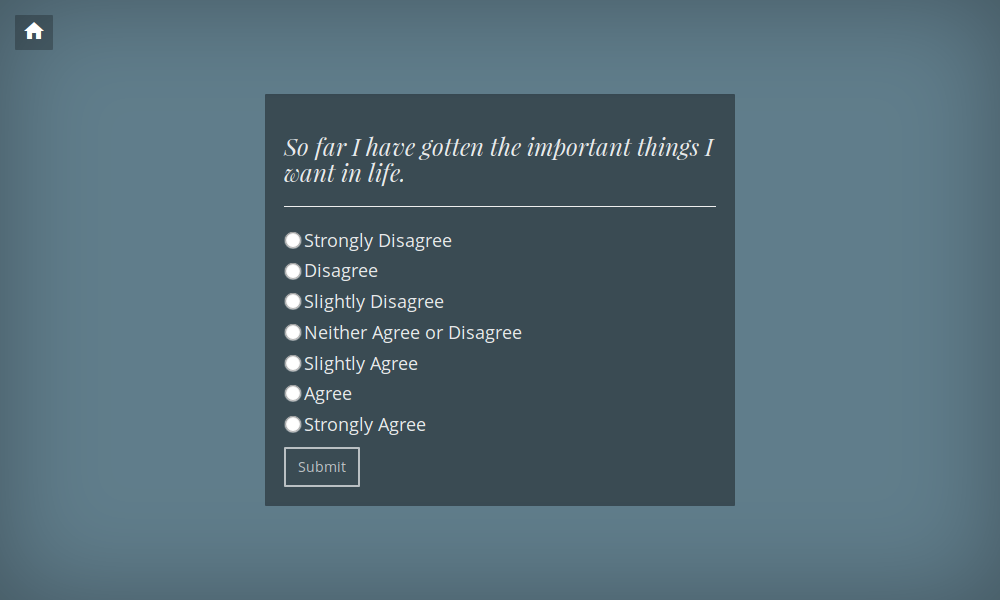 So far I have gotten the important things I
want in life.
Strongly Disagree
Disagree
Slightly Disagree
Neither Agree or Disagree
Slightly Agree
Agree
Strongly Agree
Submit